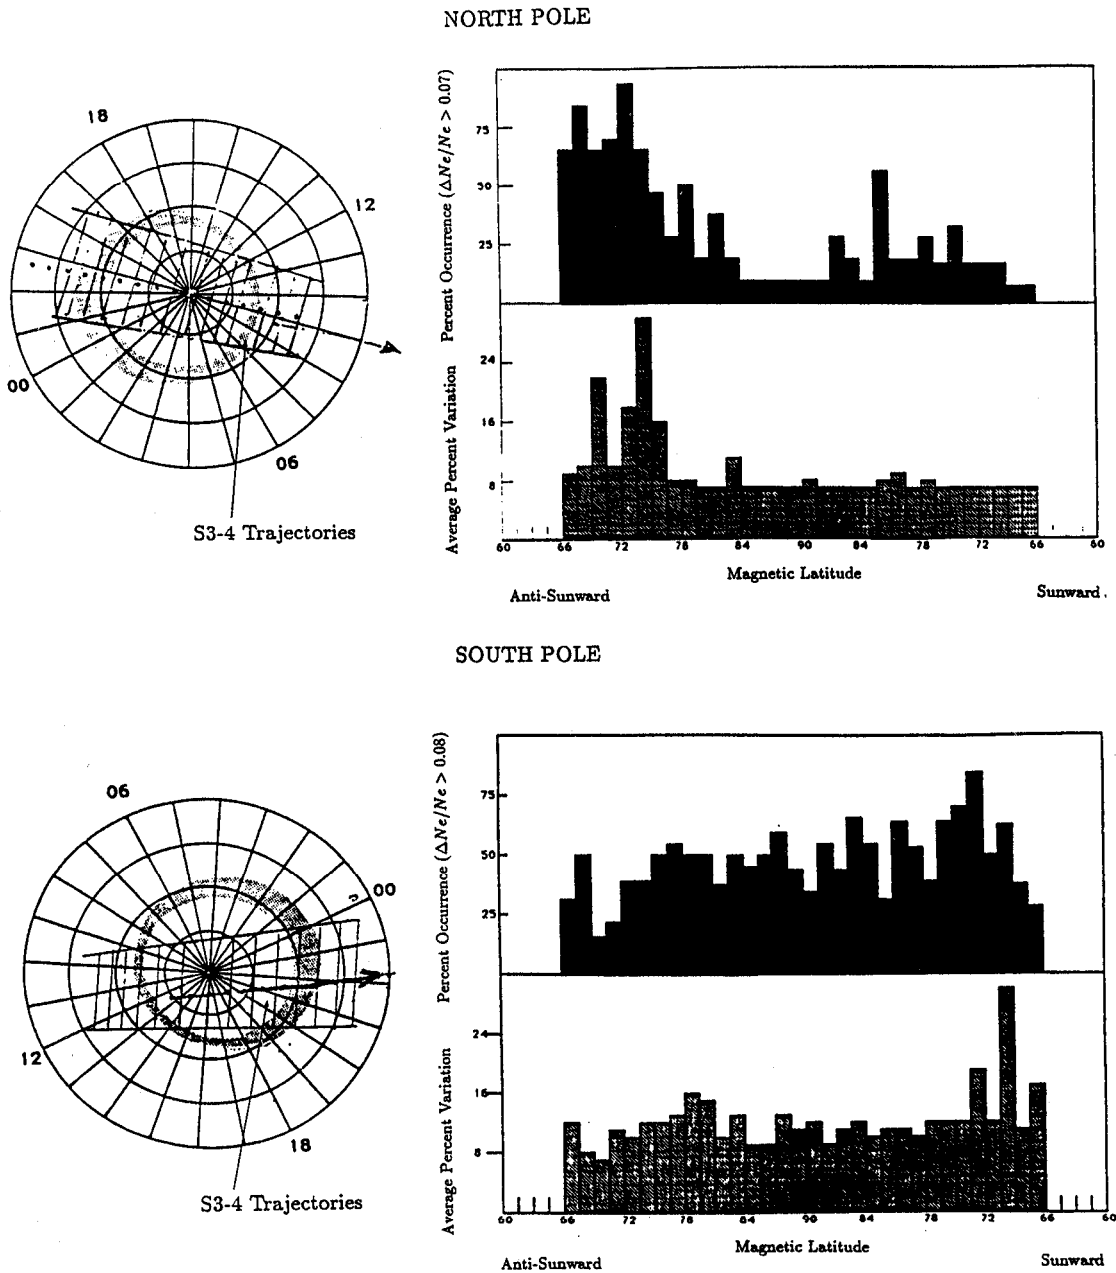 NORTH POLE
18
12
00
06
S3-4 Trajectories
Percent Occurrence (ΔNe/Ne > 0.07)
75
50
25
Average Percent Variation
24
16
8
60 66 72 78 84 90 84 78 72 66 60
Magnetic Latitude
Anti-Sunward
Sunward
SOUTH POLE
06
00
12
18
S3-4 Trajectories
Percent Occurrence (ΔNe/Ne > 0.08)
75
50
25
Average Percent Variation
24
16
8
60 66 72 78 84 90 84 78 72 66 60
Magnetic Latitude
Anti-Sunward
Sunward